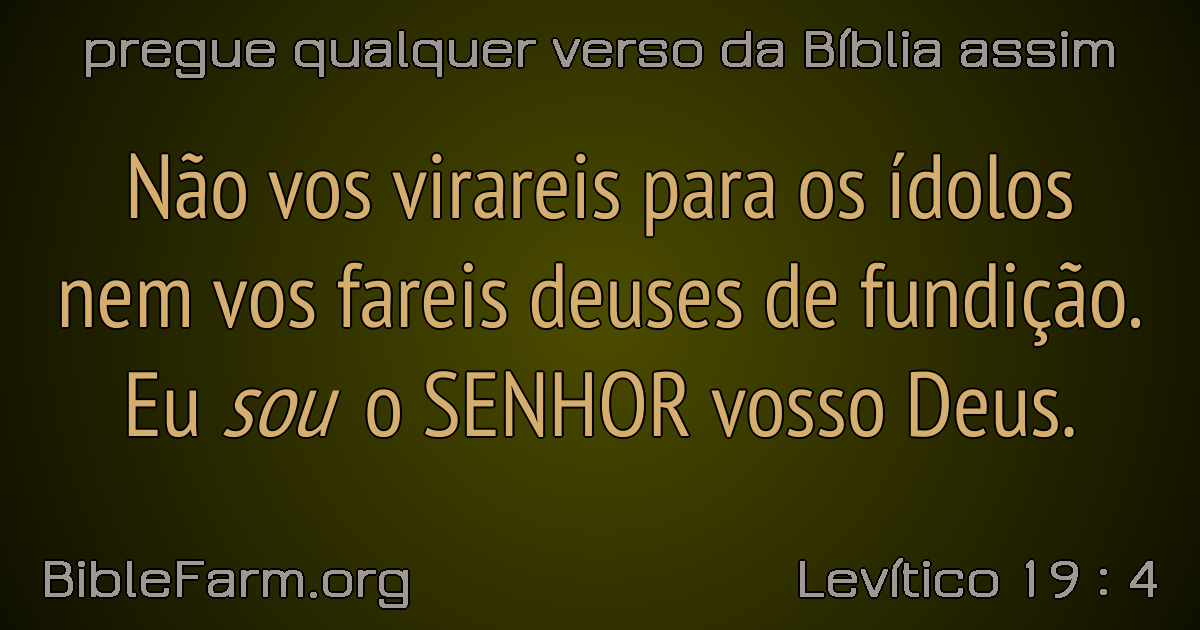 pregue qualquer verso da Bíblia assim
Não vos virareis para os ídolos
nem vos fareis deuses de fundição.
Eu sou o SENHOR vosso Deus.
BibleFarm.org
Levítico 19 : 4